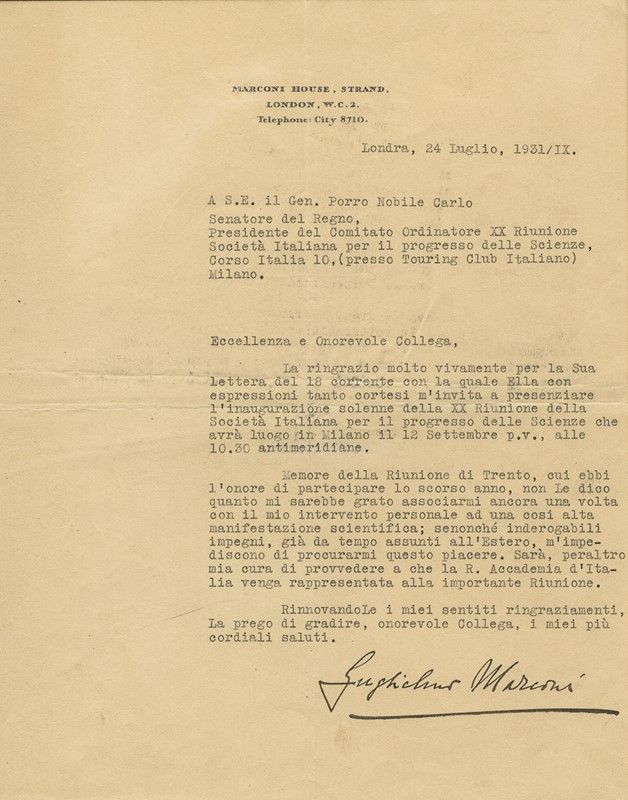 MARCONI HOUSE, STRAND,
LONDON, W.C.2.
Telephone: City 8710.
Londra, 24 Luglio, 1931/IX.
A S.E. il Gen. Porro Nobile Carlo
Senatore del Regno,
Presidente del Comitato Ordinatore XX Riunione
Società Italiana per il progresso delle Scienze,
Corso Italia 10,(presso Touring Club Italiano)
Milano.
Eccellenza e Onorevole Collega,
La ringrazio molto vivamente per la Sua
lettera del 18 corrente con la quale Ella con
espressioni tanto cortesi m'invita a presenziare
l'inaugurazione solenne della XX Riunione della
Società Italiana per il progresso delle Scienze che
avrà luogo in Milano il 12 Settembre p.v., alle
10.30 antimeridiane.
Memore della Riunione di Trento, cui ebbi
l'onore di partecipare lo scorso anno, non Le dico
quanto mi sarebbe grato associarmi ancora una volta
con il mio intervento personale ad una cosi alta
manifestazione scientifica; senonché inderogabili
impegni, già da tempo assunti all'Estero, m'impe-
discono di procurarmi questo piacere. Sarà, peraltro
mia cura di provvedere a che la R. Accademia d'Ita-
lia venga rappresentata alla importante Riunione.
RinnovandoLe i miei sentiti ringraziamenti,
La prego di gradire, onorevole Collega, i miei più
cordiali saluti.
Guglielmo Marconi